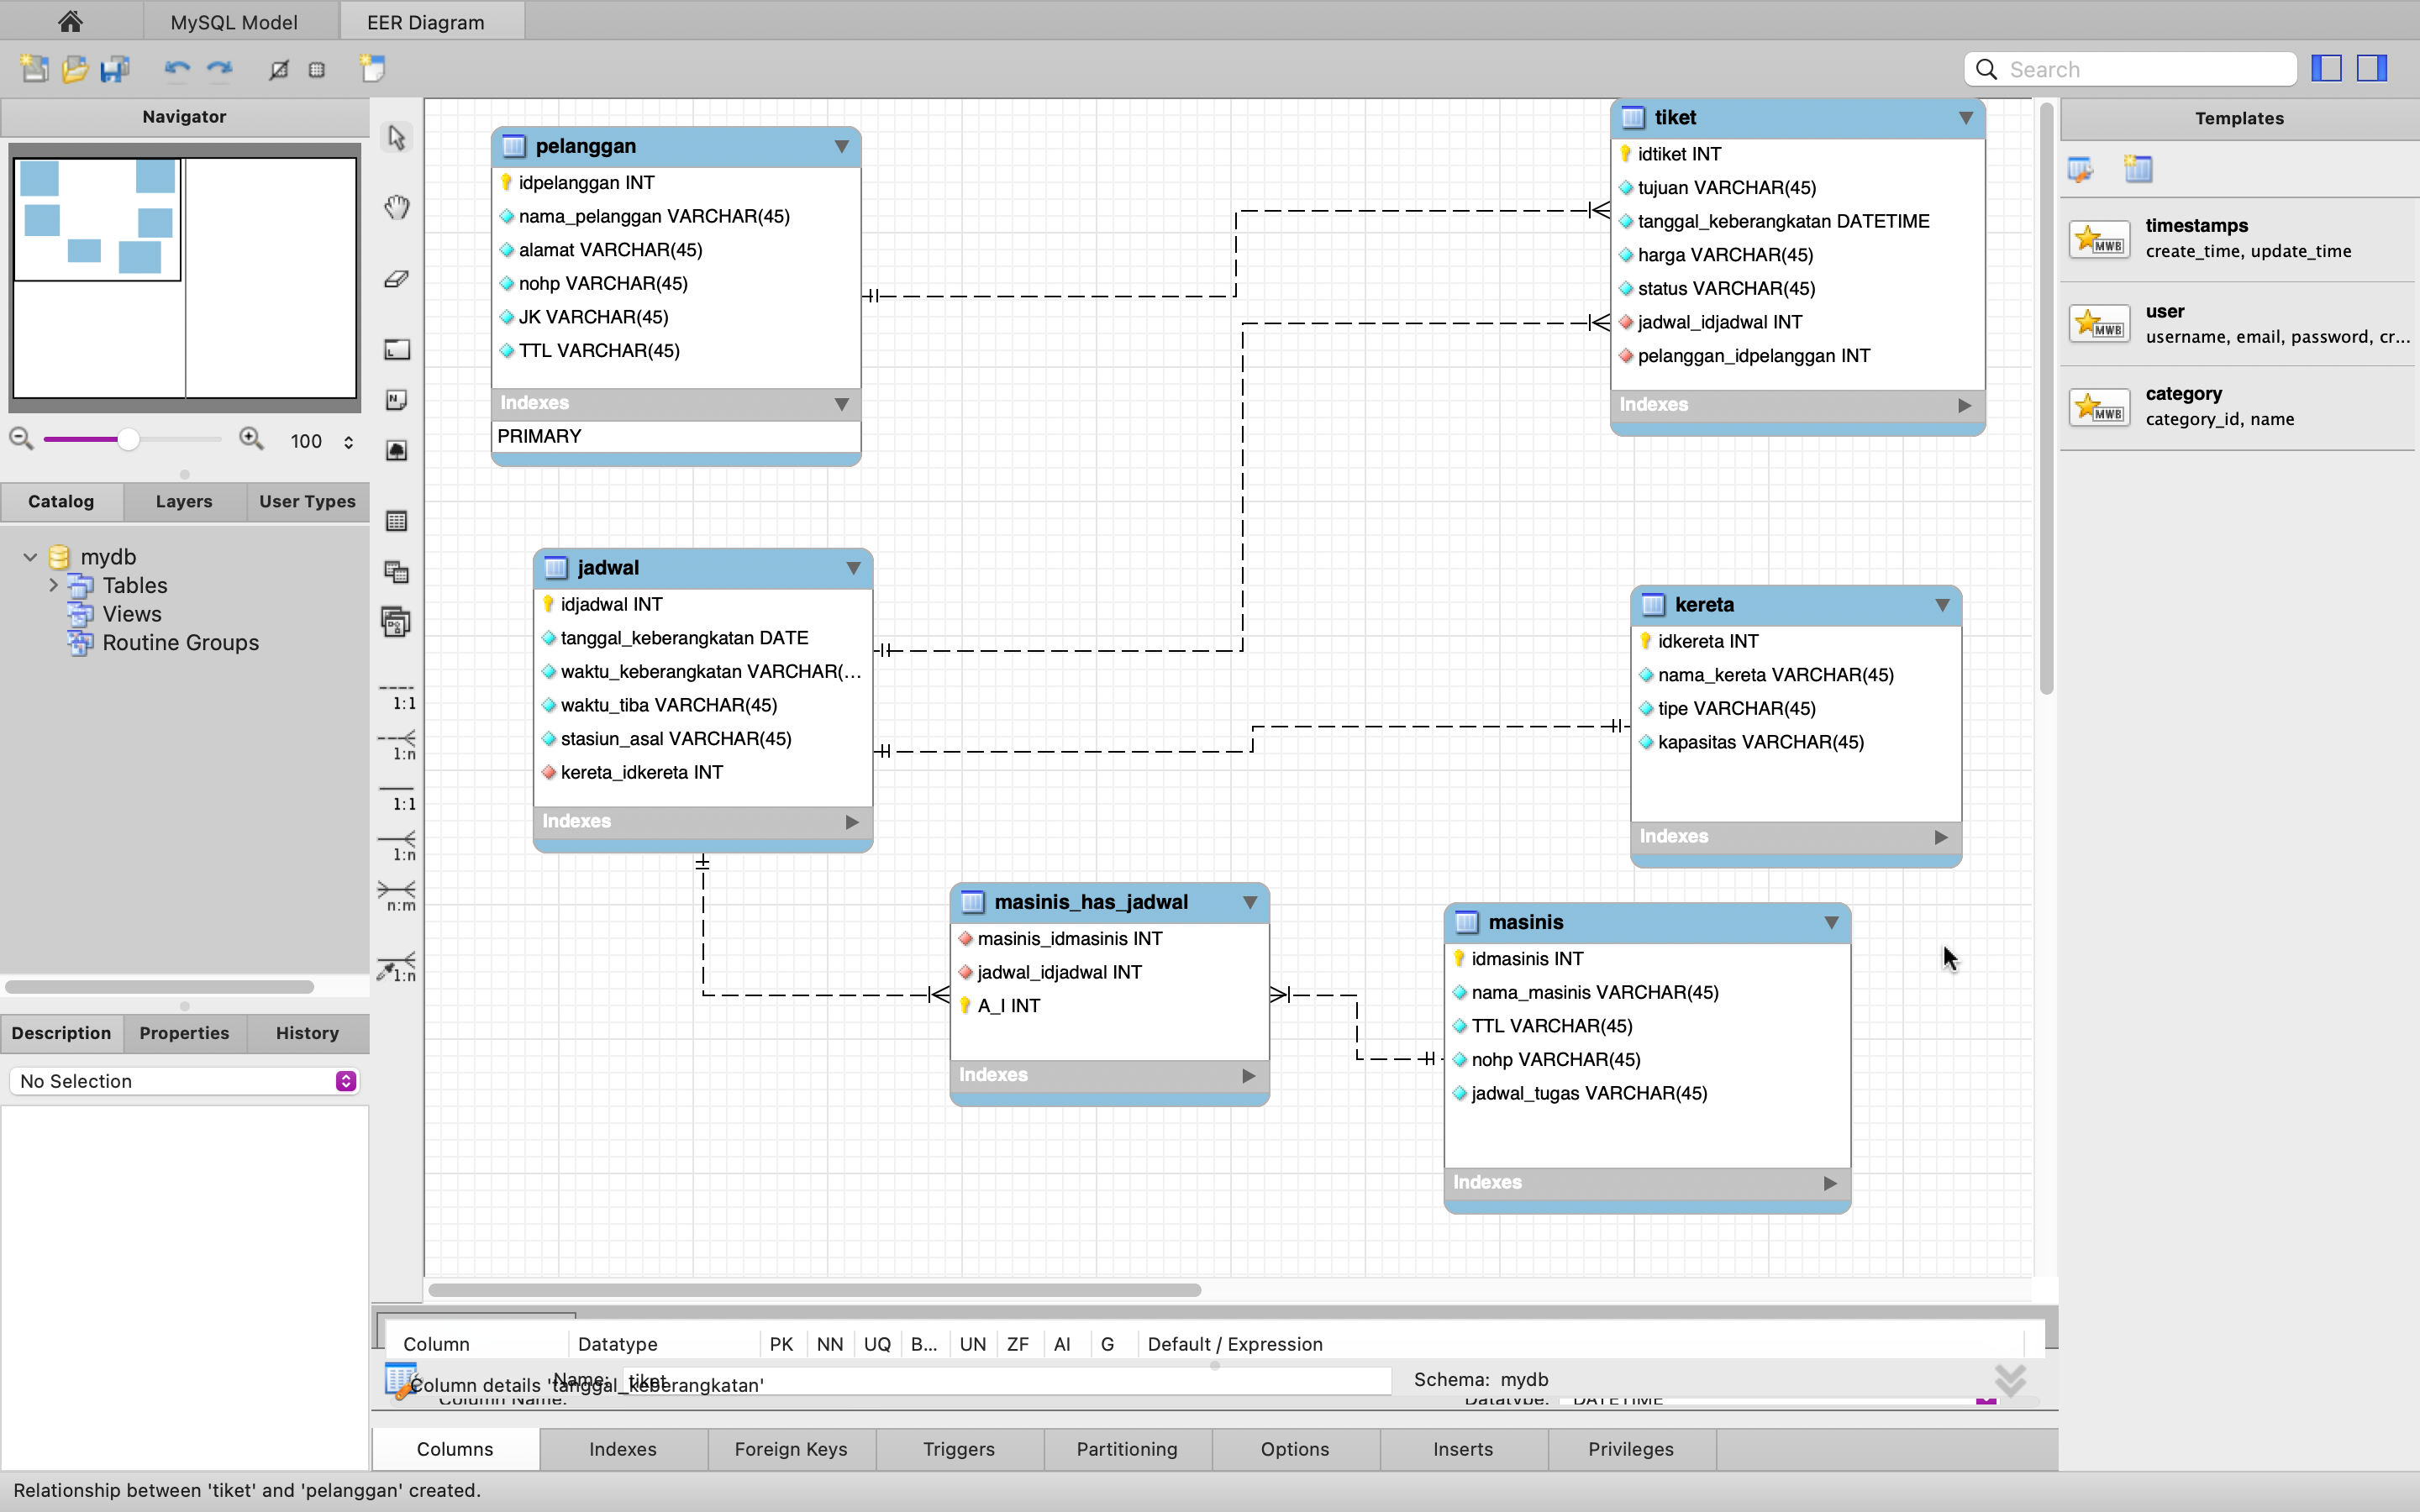 MySQL Model
EER Diagram
Search
Navigator
100
Catalog
Layers
User Types
mydb
Tables
Views
Routine Groups
Description
Properties
History
No Selection
1:1
1:n
1:1
1:n
n:m
1:n
pelanggan
idpelanggan INT
nama_pelanggan VARCHAR(45)
alamat VARCHAR(45)
nohp VARCHAR(45)
JK VARCHAR(45)
TTL VARCHAR(45)
Indexes
PRIMARY
tiket
idtiket INT
tujuan VARCHAR(45)
tanggal_keberangkatan DATETIME
harga VARCHAR(45)
status VARCHAR(45)
jadwal_idjadwal INT
pelanggan_idpelanggan INT
Indexes
jadwal
idjadwal INT
tanggal_keberangkatan DATE
waktu_keberangkatan VARCHAR(...
waktu_tiba VARCHAR(45)
stasiun_asal VARCHAR(45)
kereta_idkereta INT
Indexes
kereta
idkereta INT
nama_kereta VARCHAR(45)
tipe VARCHAR(45)
kapasitas VARCHAR(45)
Indexes
masinis_has_jadwal
masinis_idmasinis INT
jadwal_idjadwal INT
A_I INT
Indexes
masinis
idmasinis INT
nama_masinis VARCHAR(45)
TTL VARCHAR(45)
nohp VARCHAR(45)
jadwal_tugas VARCHAR(45)
Indexes
Templates
MWB
timestamps
create_time, update_time
MWB
user
username, email, password, cr...
MWB
category
category_id, name
Column Datatype PK NN UQ B... UN ZF AI G Default / Expression
Name: tiket
Schema: mydb
Column details 'tanggal_keberangkatan'
Column Name:
Datatype: DATETIME
Columns
Indexes
Foreign Keys
Triggers
Partitioning
Options
Inserts
Privileges
Relationship between 'tiket' and 'pelanggan' created.